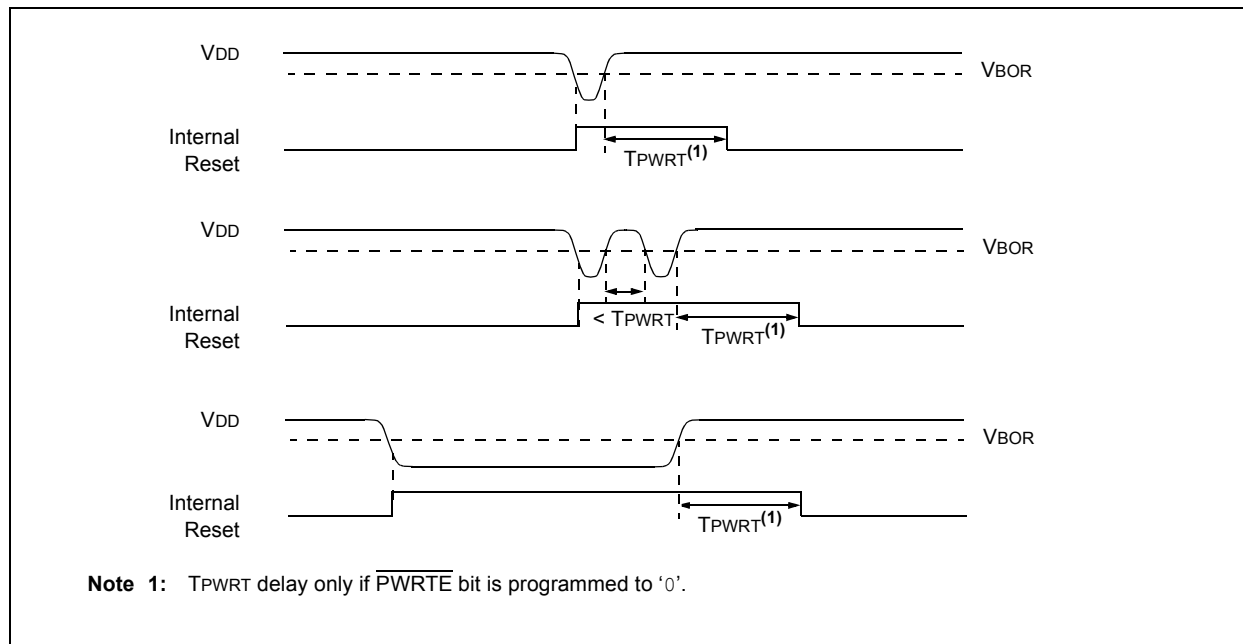 VDD
VBOR
Internal
Reset
TPWRT(1)
VDD
VBOR
Internal
Reset
< TPWRT
TPWRT(1)
VDD
VBOR
Internal
Reset
TPWRT(1)
Note 1: TPWRT delay only if PWRTE bit is programmed to ‘0’.